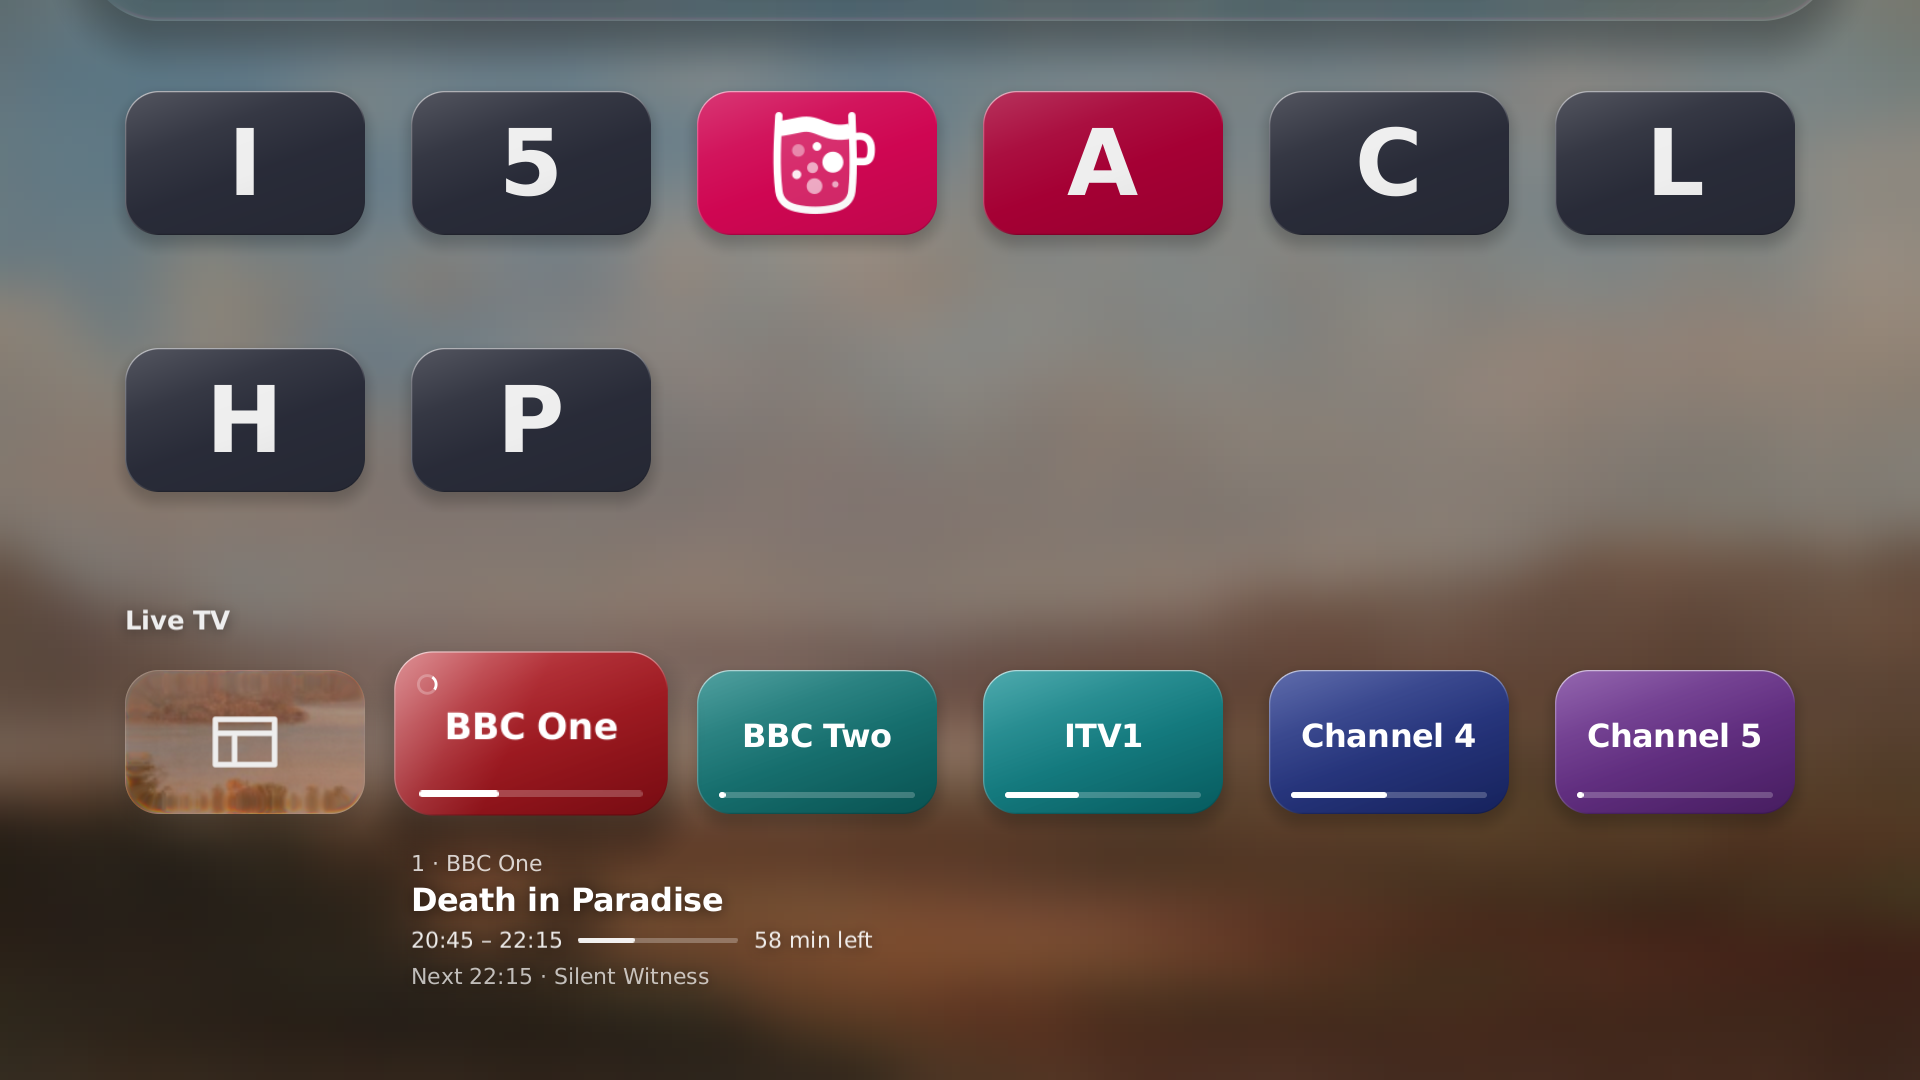 I 5 A C L
H P
Live TV
BBC One BBC Two ITV1 Channel 4 Channel 5
1 · BBC One
Death in Paradise
20:45 – 22:15 58 min left
Next 22:15 · Silent Witness